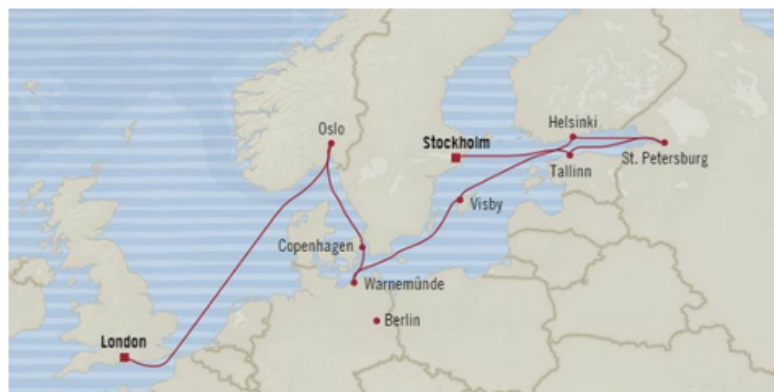 Oslo
Helsinki
Stockholm
St. Petersburg
Tallinn
Visby
Copenhagen
Warnemünde
Berlin
London